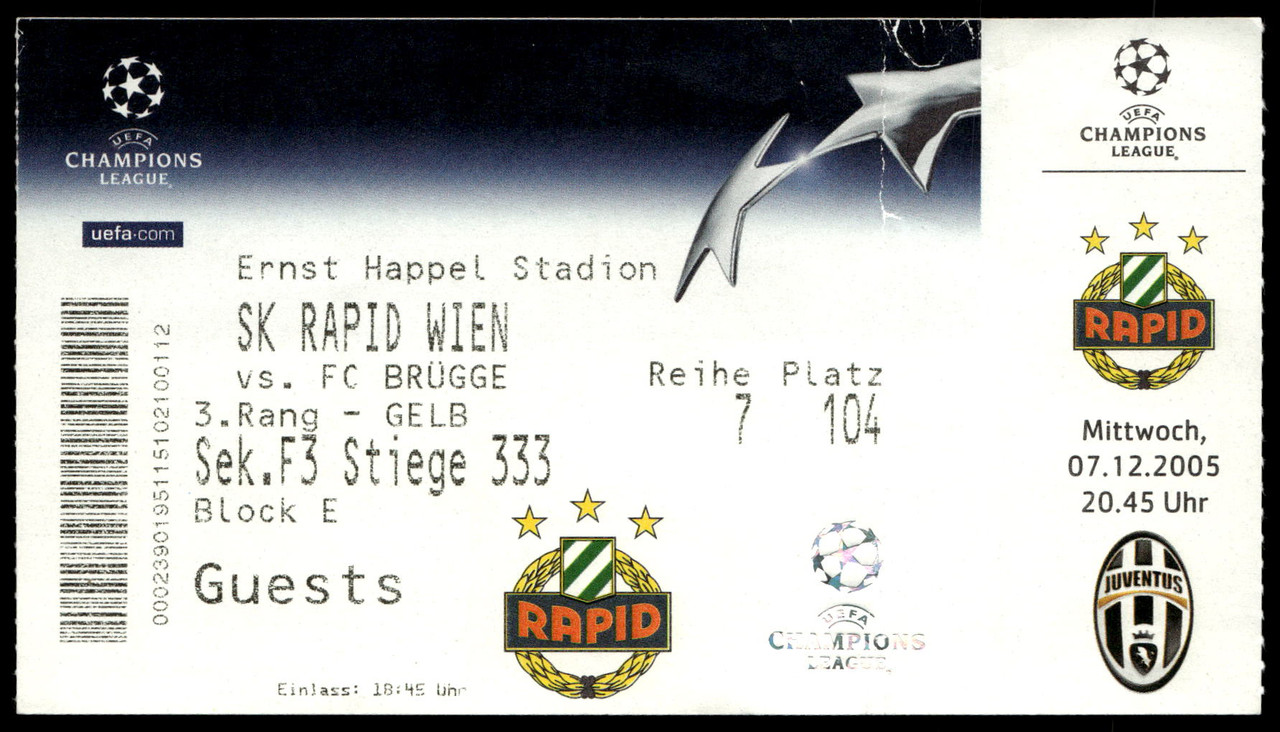 UEFA
CHAMPIONS
LEAGUE
uefa.com
Ernst Happel Stadion
SK RAPID WIEN
vs. FC BRÜGGE
Reihe Platz
7 104
3.Rang - GELB
Sek.F3 Stiege 333
Block E
Guests
Einlass: 18:45 Uhr
0002390195115102100112
RAPID
UEFA
CHAMPIONS
LEAGUE
UEFA
CHAMPIONS
LEAGUE
RAPID
Mittwoch,
07.12.2005
20.45 Uhr
JUVENTUS